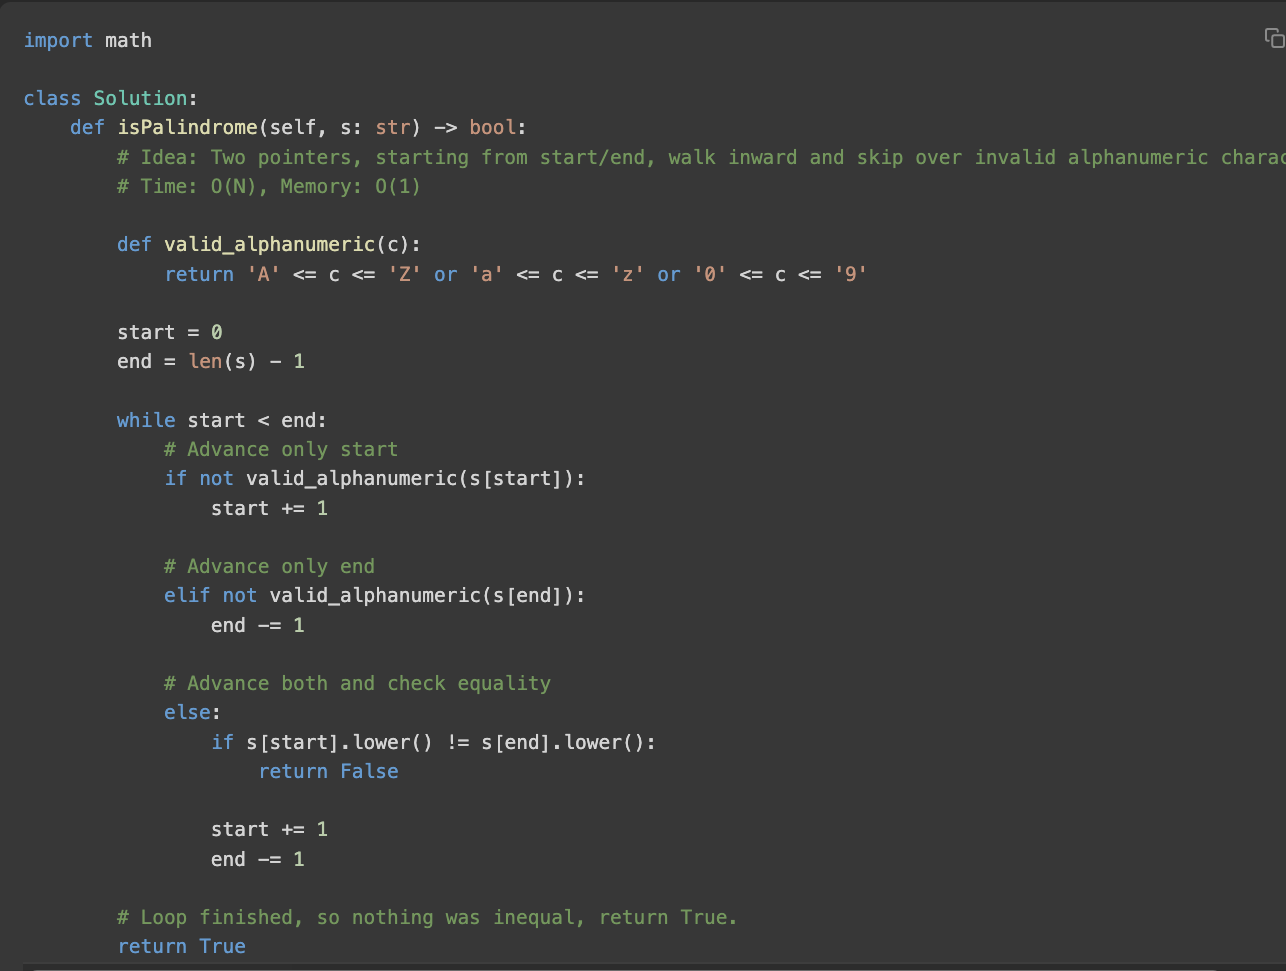 import math
class Solution:
    def isPalindrome(self, s: str) -> bool:
        # Idea: Two pointers, starting from start/end, walk inward and skip over invalid alphanumeric
        # Time: O(N), Memory: O(1)
        def valid_alphanumeric(c):
            return 'A' <= c <= 'Z' or 'a' <= c <= 'z' or '0' <= c <= '9'
        start = 0
        end = len(s) - 1
        while start < end:
            # Advance only start
            if not valid_alphanumeric(s[start]):
                start += 1
            # Advance only end
            elif not valid_alphanumeric(s[end]):
                end -= 1
            # Advance both and check equality
            else:
                if s[start].lower() != s[end].lower():
                    return False
                start += 1
                end -= 1
        # Loop finished, so nothing was inequal, return True.
        return True